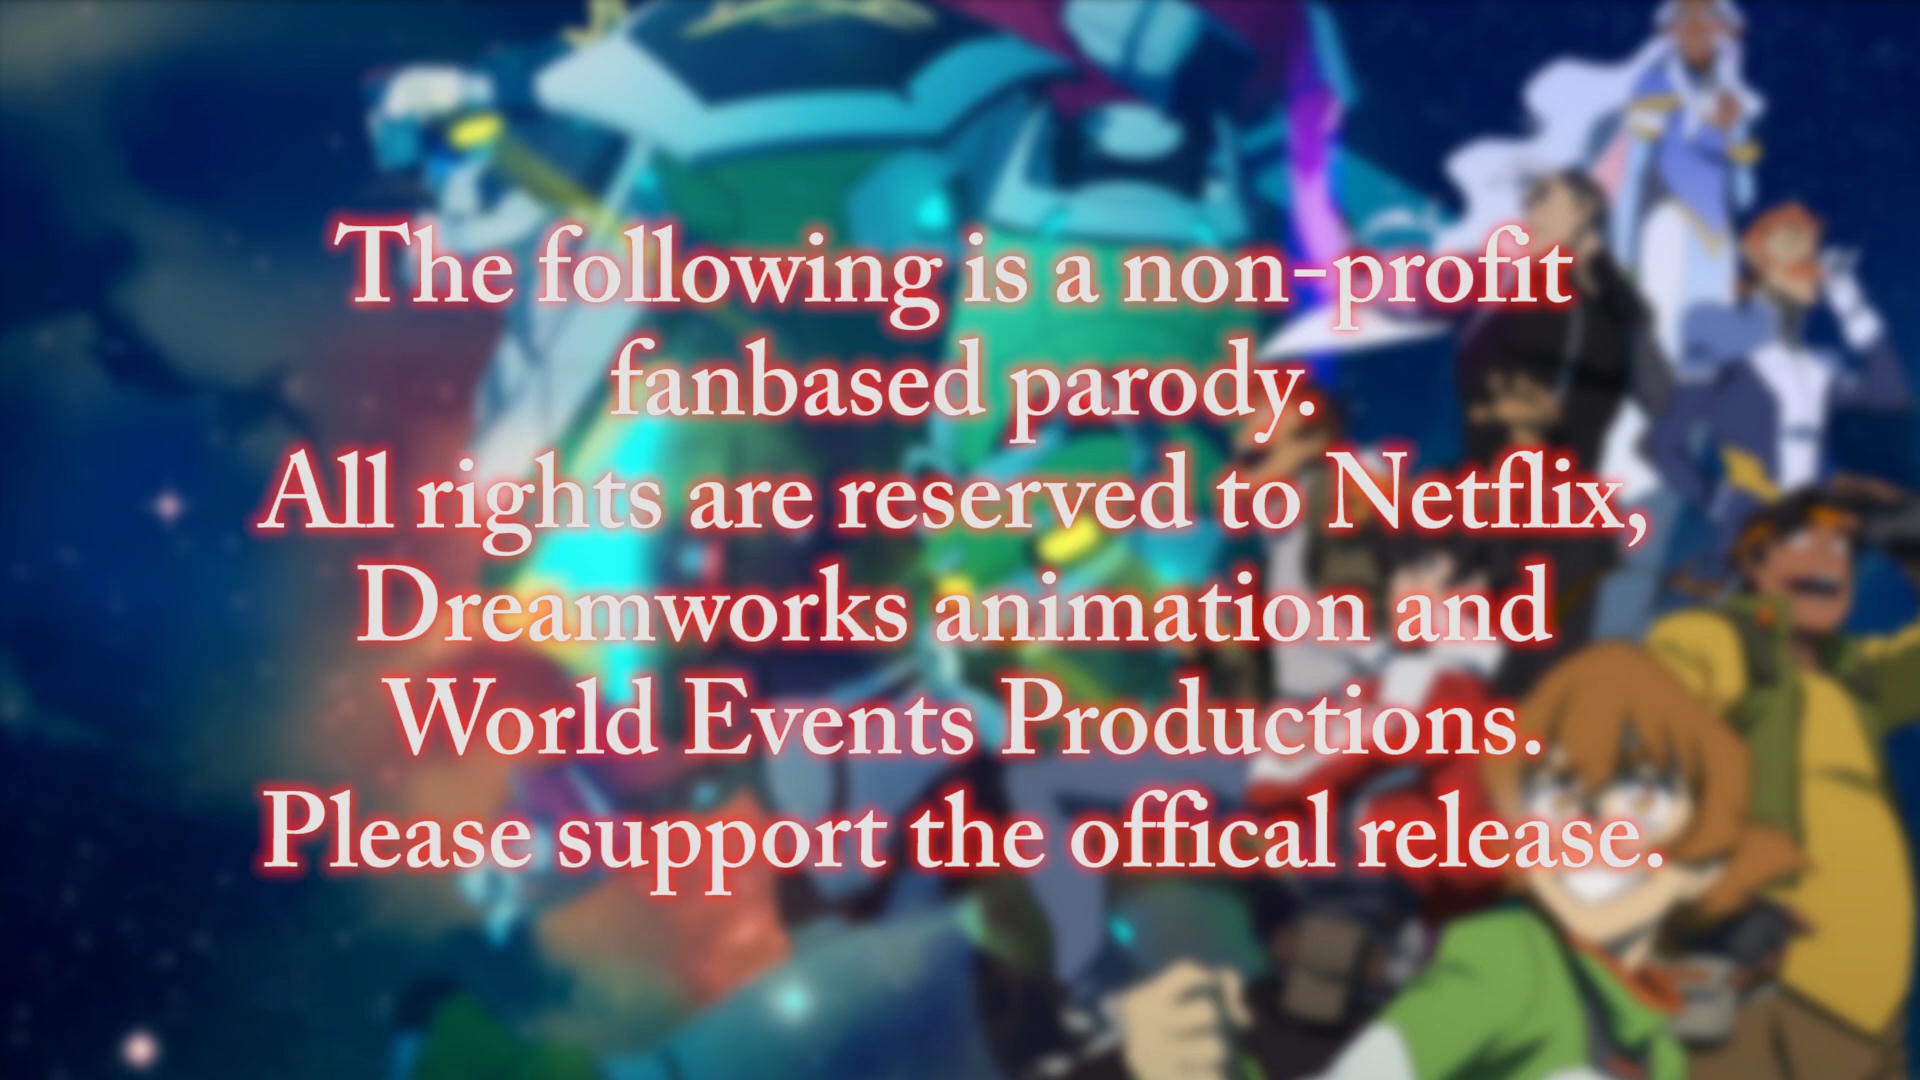 The following is a non-profit
fanbased parody.
All rights are reserved to Netflix,
Dreamworks animation and
World Events Productions.
Please support the offical release.